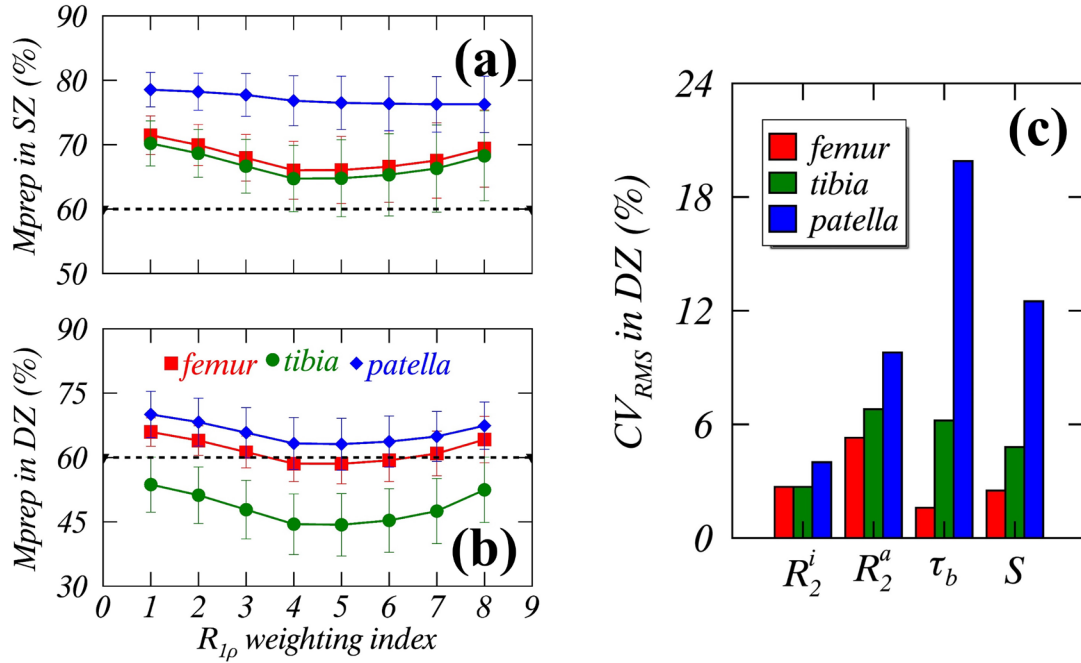 90
80
70
60
50
Mprep in SZ (%)
(a)
90
75
60
45
30
Mprep in DZ (%)
femur tibia patella
(b)
0 1 2 3 4 5 6 7 8 9
R1ρ weighting index
24
18
12
6
0
CVRMS in DZ (%)
(c)
femur
tibia
patella
R2i R2a τb S